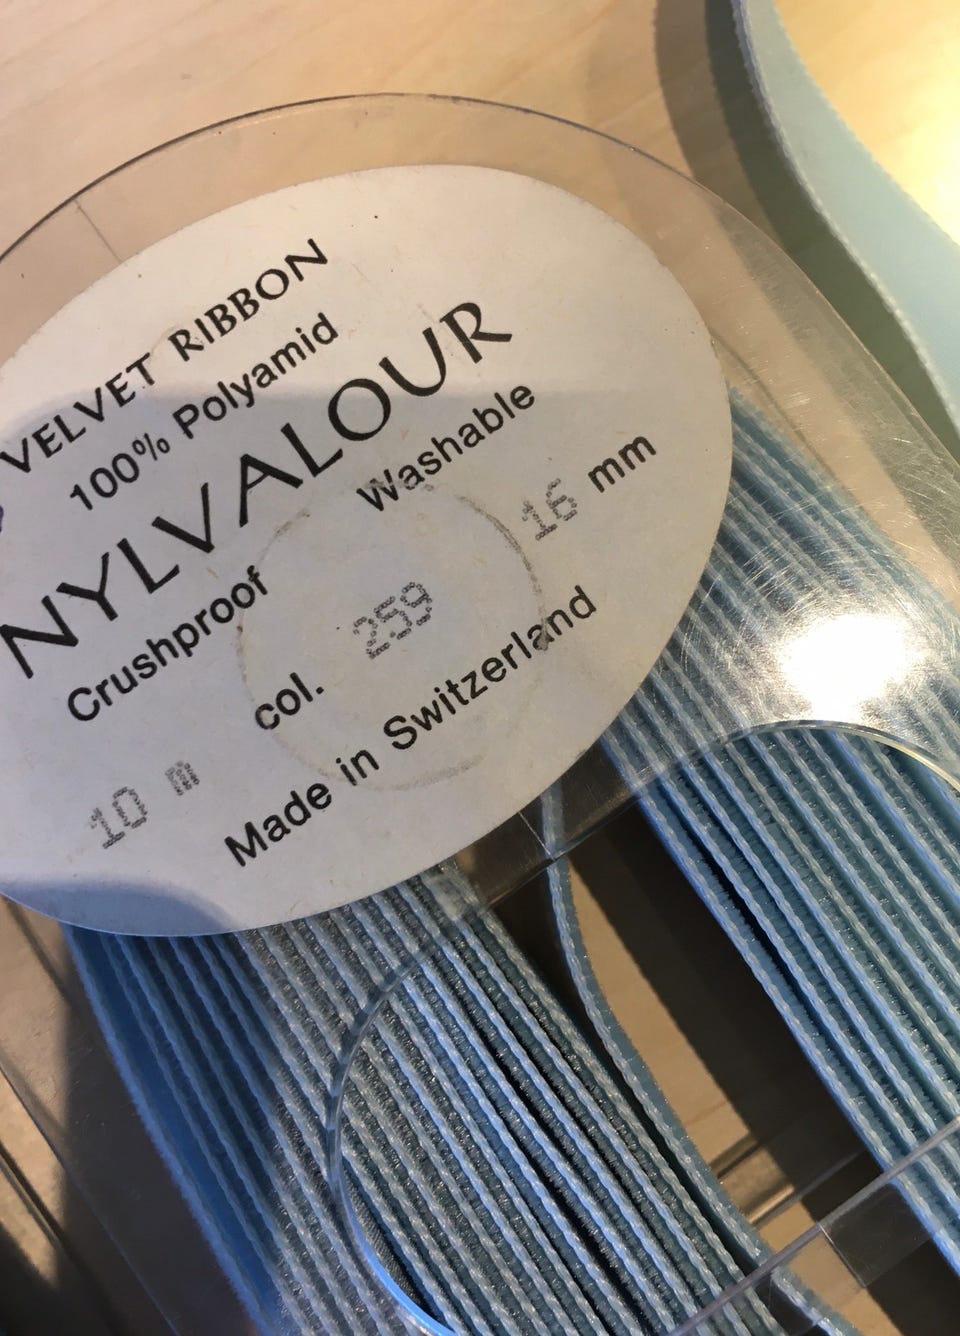 VELVET RIBBON
100% Polyamid
NYLVALOUR
Crushproof Washable
col. 259 16 mm
10 m Made in Switzerland